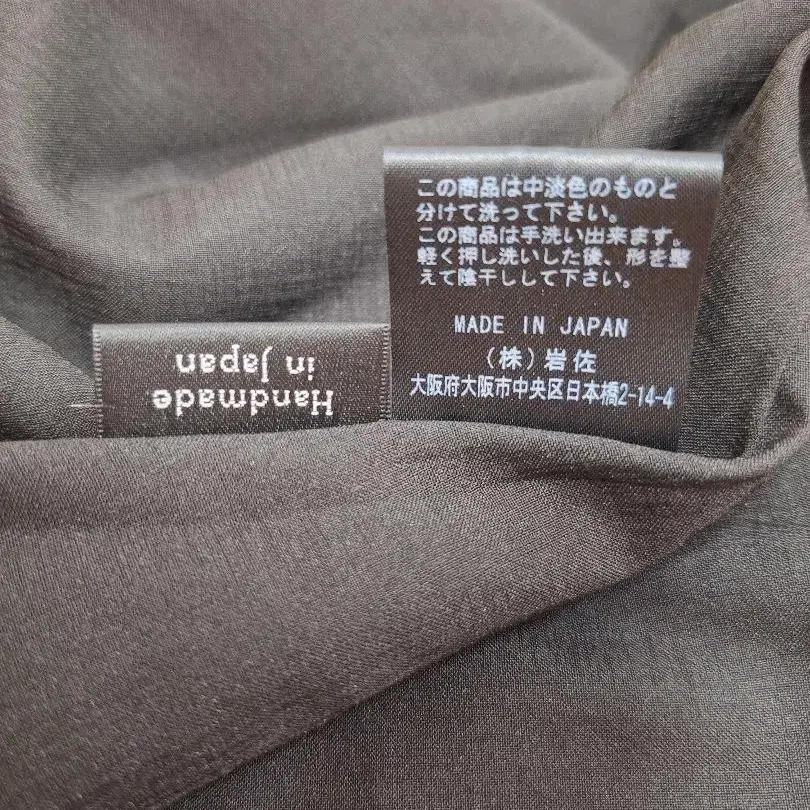 この商品は中淡色のものと
分けて洗って下さい。
この商品は手洗い出来ます。
軽く押し洗いした後、形を整
えて陰干しして下さい。
MADE IN JAPAN
(株)岩佐
大阪府大阪市中央区日本橋2-14-4
Handmade
in Japan